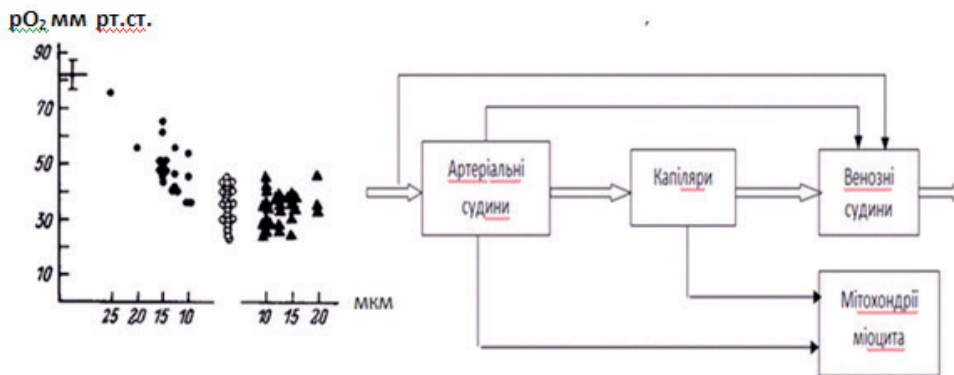 pO₂ мм рт.ст.
90
70
50
30
10
25 20 15 10
10 15 20 мкм
Артеріальні
судини
Капіляри
Венозні
судини
Мітохондрії
міоцита